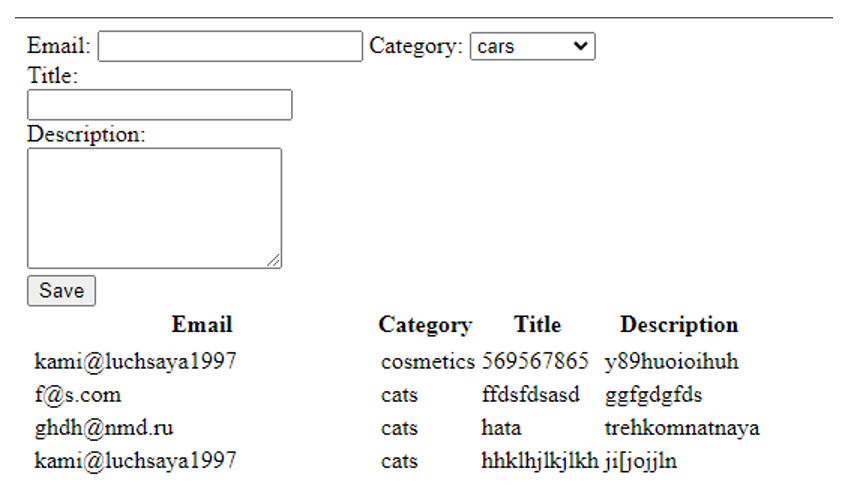 Email: Category: cars
Title:
Description:
Save
Email Category Title Description
kami@luchsaya1997 cosmetics 569567865 y89huoioihuh
f@s.com cats ffdsfdsasd ggfgdgfds
ghdh@nmd.ru cats hata trehkomnatnaya
kami@luchsaya1997 cats hhklhjlkjlkh ji[jojjln